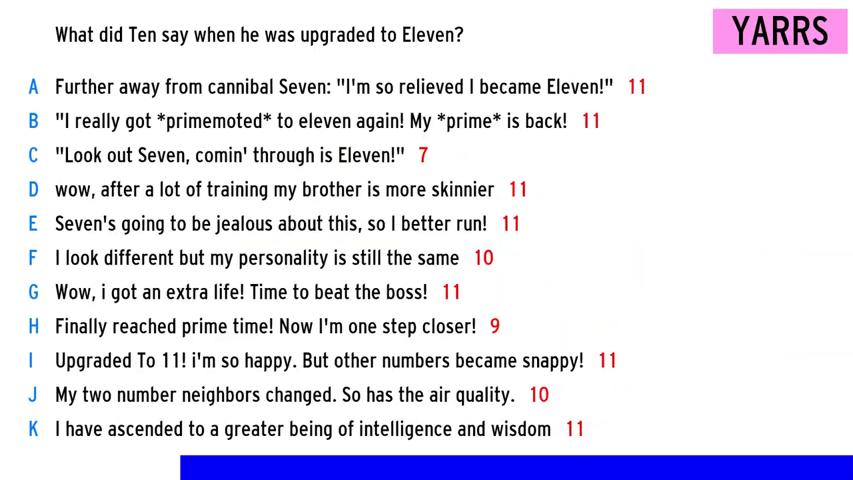 What did Ten say when he was upgraded to Eleven?
YARRS
A Further away from cannibal Seven: "I'm so relieved I became Eleven!" 11
B "I really got *primemoted* to eleven again! My *prime* is back! 11
C "Look out Seven, comin' through is Eleven!" 7
D wow, after a lot of training my brother is more skinnier 11
E Seven's going to be jealous about this, so I better run! 11
F I look different but my personality is still the same 10
G Wow, i got an extra life! Time to beat the boss! 11
H Finally reached prime time! Now I'm one step closer! 9
I Upgraded To 11! i'm so happy. But other numbers became snappy! 11
J My two number neighbors changed. So has the air quality. 10
K I have ascended to a greater being of intelligence and wisdom 11